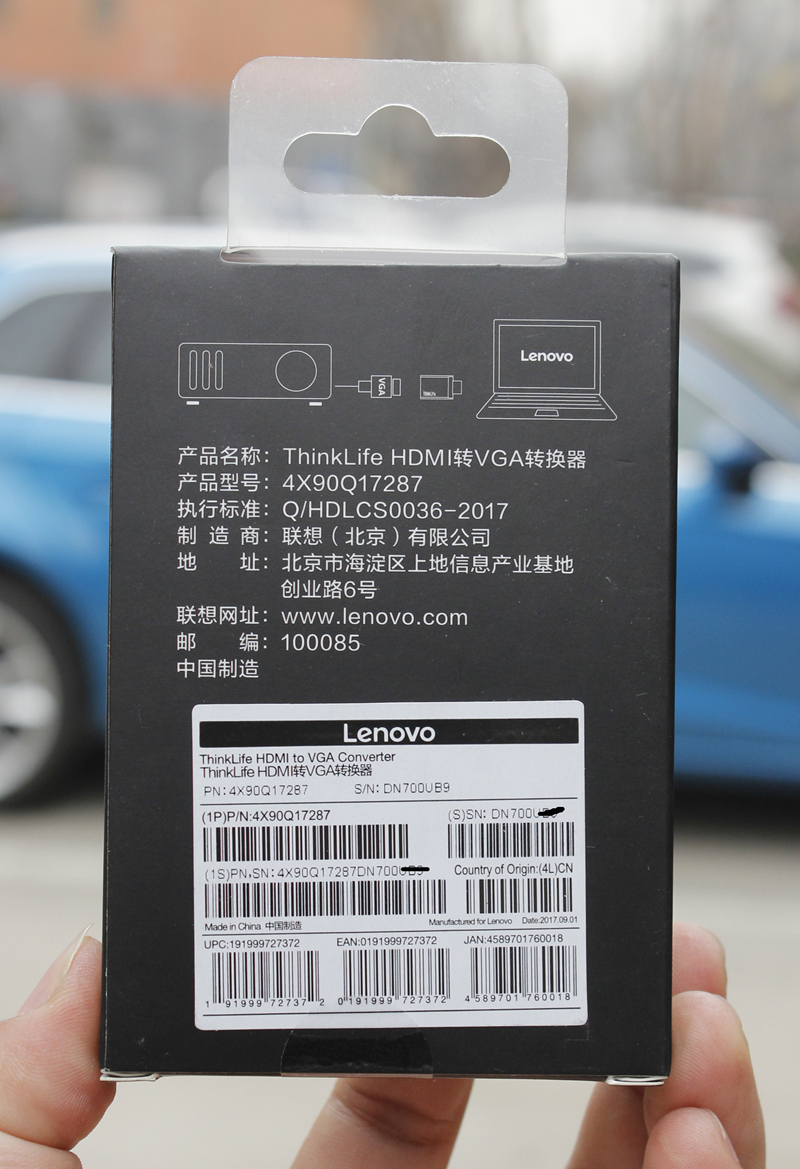 Lenovo
VGA
产品名称：ThinkLife HDMI转VGA转换器
产品型号：4X90Q17287
执行标准：Q/HDLCS0036-2017
制 造 商：联想（北京）有限公司
地 址：北京市海淀区上地信息产业基地
创业路6号
联想网址：www.lenovo.com
邮 编：100085
中国制造
Lenovo
ThinkLife HDMI to VGA Converter
ThinkLife HDMI转VGA转换器
PN:4X90Q17287 S/N: DN700UB9
(1P)P/N:4X90Q17287 (S)SN: DN700
(1S)PN,SN:4X90Q17287DN700 Country of Origin:(4L)CN
Made in China 中国制造 Manufactured for Lenovo Date:2017.09.01
UPC:191999727372 EAN:0191999727372 JAN:4589701760018
1 91999 72737 2 0 191999 727372 4 589701 760018